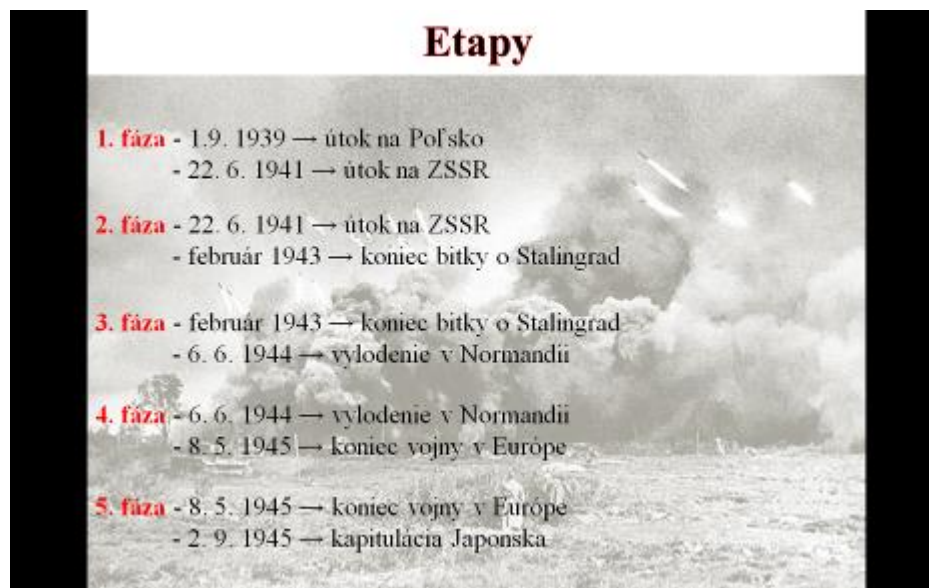 Etapy
1. fáza - 1.9. 1939 → útok na Poľsko
- 22. 6. 1941 → útok na ZSSR
2. fáza - 22. 6. 1941 → útok na ZSSR
- február 1943 → koniec bitky o Stalingrad
3. fáza - február 1943 → koniec bitky o Stalingrad
- 6. 6. 1944 → vylodenie v Normandii
4. fáza - 6. 6. 1944 → vylodenie v Normandii
- 8. 5. 1945 → koniec vojny v Európe
5. fáza - 8. 5. 1945 → koniec vojny v Európe
- 2. 9. 1945 → kapitulácia Japonska